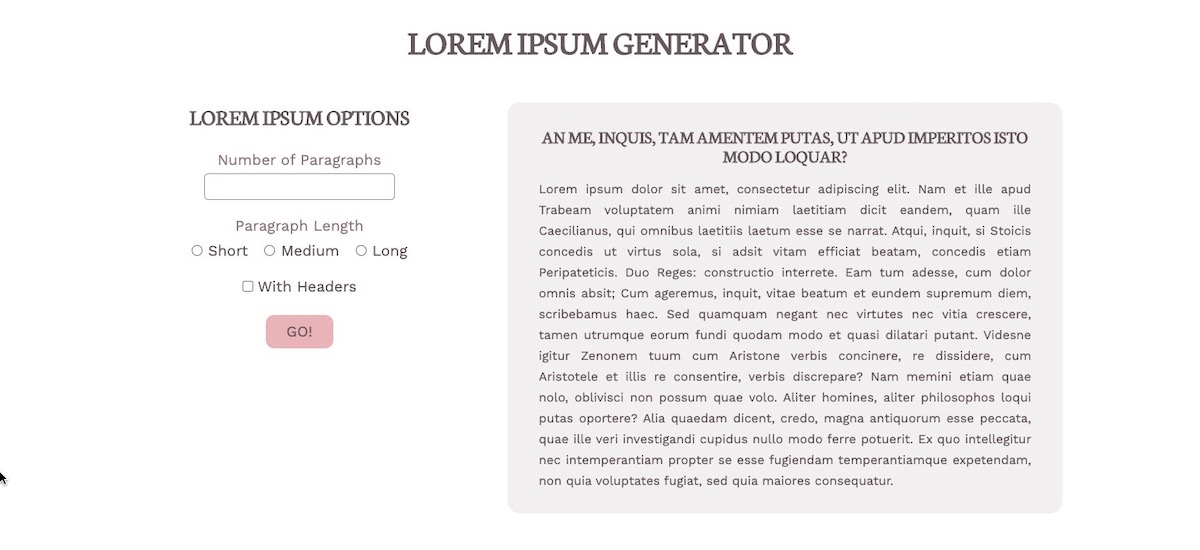 LOREM IPSUM GENERATOR
LOREM IPSUM OPTIONS
Number of Paragraphs
Paragraph Length
Short Medium Long
With Headers
GO!
AN ME, INQUIS, TAM AMENTEM PUTAS, UT APUD IMPERITOS ISTO
MODO LOQUAR?
Lorem ipsum dolor sit amet, consectetur adipiscing elit. Nam et ille apud
Trabeam voluptatem animi nimiam laetitiam dicit eandem, quam ille
Caecilianus, qui omnibus laetitiis laetum esse se narrat. Atqui, inquit, si Stoicis
concedis ut virtus sola, si adsit vitam efficiat beatam, concedis etiam
Peripateticis. Duo Reges: constructio interrete. Eam tum adesse, cum dolor
omnis absit; Cum ageremus, inquit, vitae beatum et eundem supremum diem,
scribebamus haec. Sed quamquam negant nec virtutes nec vitia crescere,
tamen utrumque eorum fundi quodam modo et quasi dilatari putant. Videsne
igitur Zenonem tuum cum Aristone verbis concinere, re dissidere, cum
Aristotele et illis re consentire, verbis discrepare? Nam memini etiam quae
nolo, oblivisci non possum quae volo. Aliter homines, aliter philosophos loqui
putas oportere? Alia quaedam dicent, credo, magna antiquorum esse peccata,
quae ille veri investigandi cupidus nullo modo ferre potuerit. Ex quo intellegitur
nec intemperantiam propter se esse fugiendam temperantiamque expetendam,
non quia voluptates fugiat, sed quia maiores consequatur.